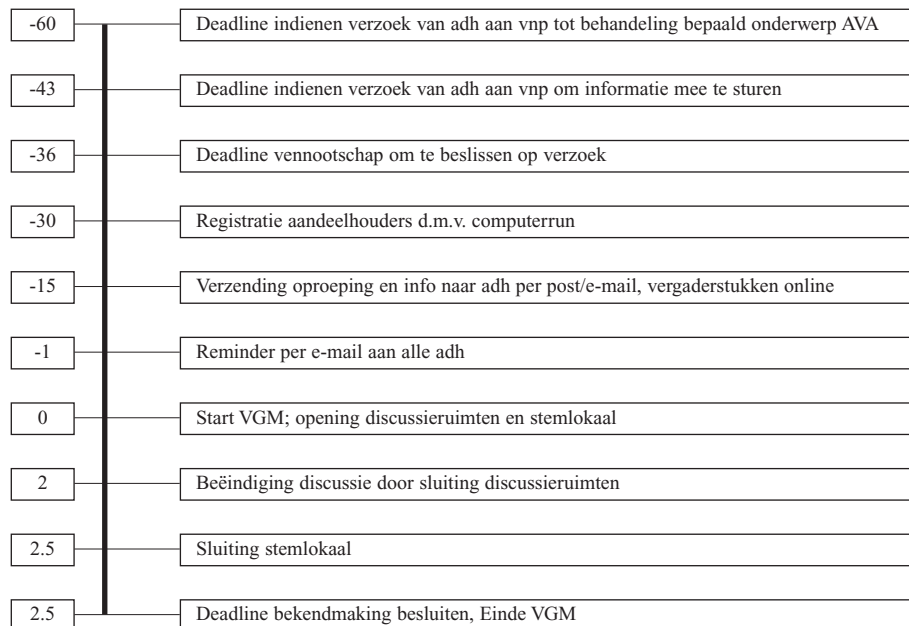 -60 Deadline indienen verzoek van adh aan vnp tot behandeling bepaald onderwerp AVA
-43 Deadline indienen verzoek van adh aan vnp om informatie mee te sturen
-36 Deadline vennootschap om te beslissen op verzoek
-30 Registratie aandeelhouders d.m.v. computerrun
-15 Verzending oproeping en info naar adh per post/e-mail, vergaderstukken online
-1 Reminder per e-mail aan alle adh
0 Start VGM; opening discussieruimten en stemlokaal
2 Beëindiging discussie door sluiting discussieruimten
2.5 Sluiting stemlokaal
2.5 Deadline bekendmaking besluiten, Einde VGM